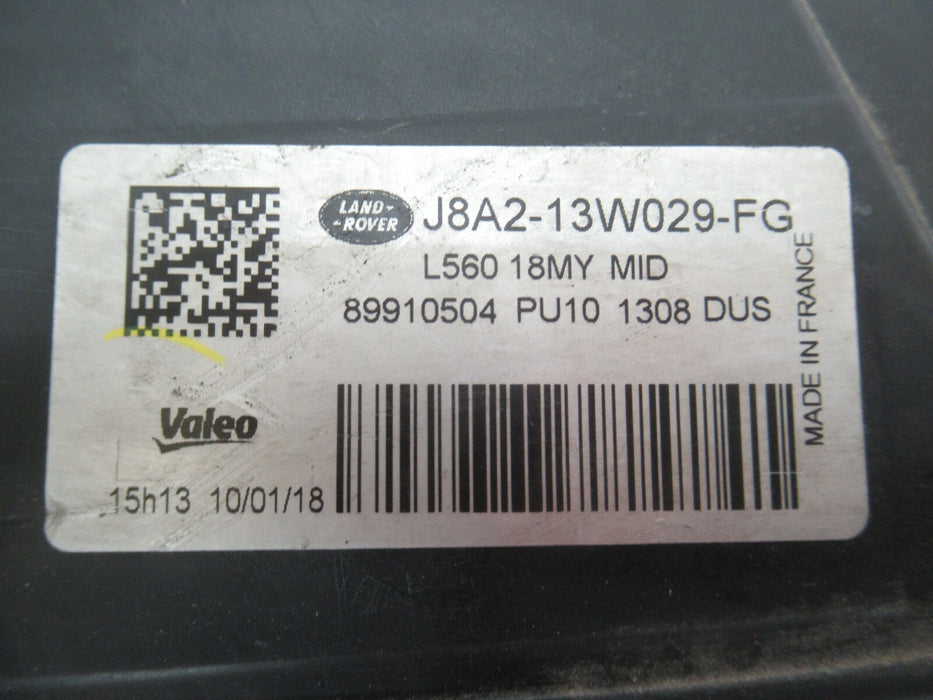 LAND-
-ROVER
J8A2-13W029-FG
L560 18MY MID
89910504 PU10 1308 DUS
MADE IN FRANCE
Valeo
15h13 10/01/18